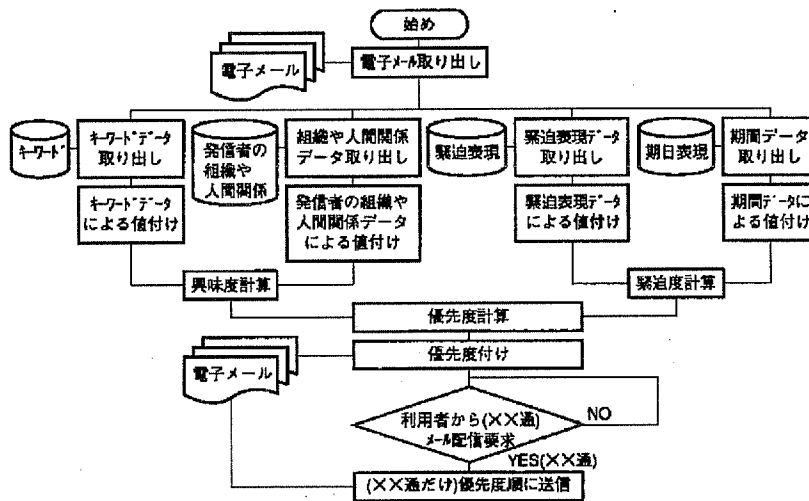 始め
電子メール
電子メール取り出し
キーワード
キーワードデータ
取り出し
発信者の
組織や
人間関係
組織や人間関係
データ取り出し
緊迫表現
緊迫表現データ
取り出し
期日表現
期間データ
取り出し
キーワードデータ
による値付け
発信者の組織や
人間関係データ
による値付け
緊迫表現データ
による値付け
期間データに
よる値付け
興味度計算
緊迫度計算
優先度計算
優先度付け
電子メール
利用者から(××通)
メール配信要求
NO
YES(××通)
(××通だけ)優先度順に送信